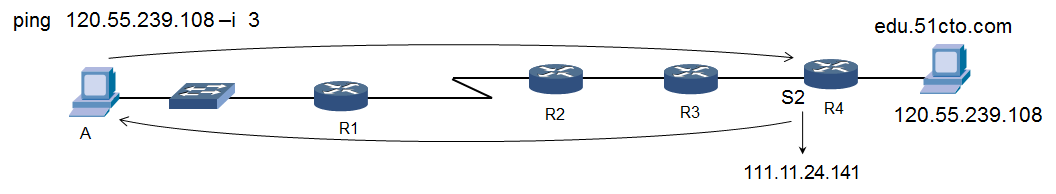 ping 120.55.239.108 –i 3
edu.51cto.com
A
R1
R2
R3
S2
R4
120.55.239.108
111.11.24.141